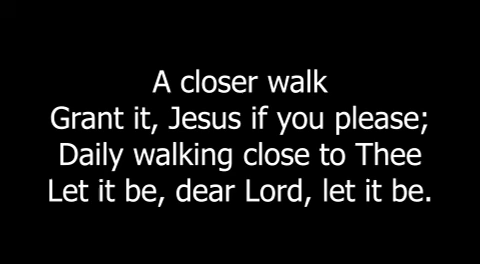 A closer walk
Grant it, Jesus if you please;
Daily walking close to Thee
Let it be, dear Lord, let it be.